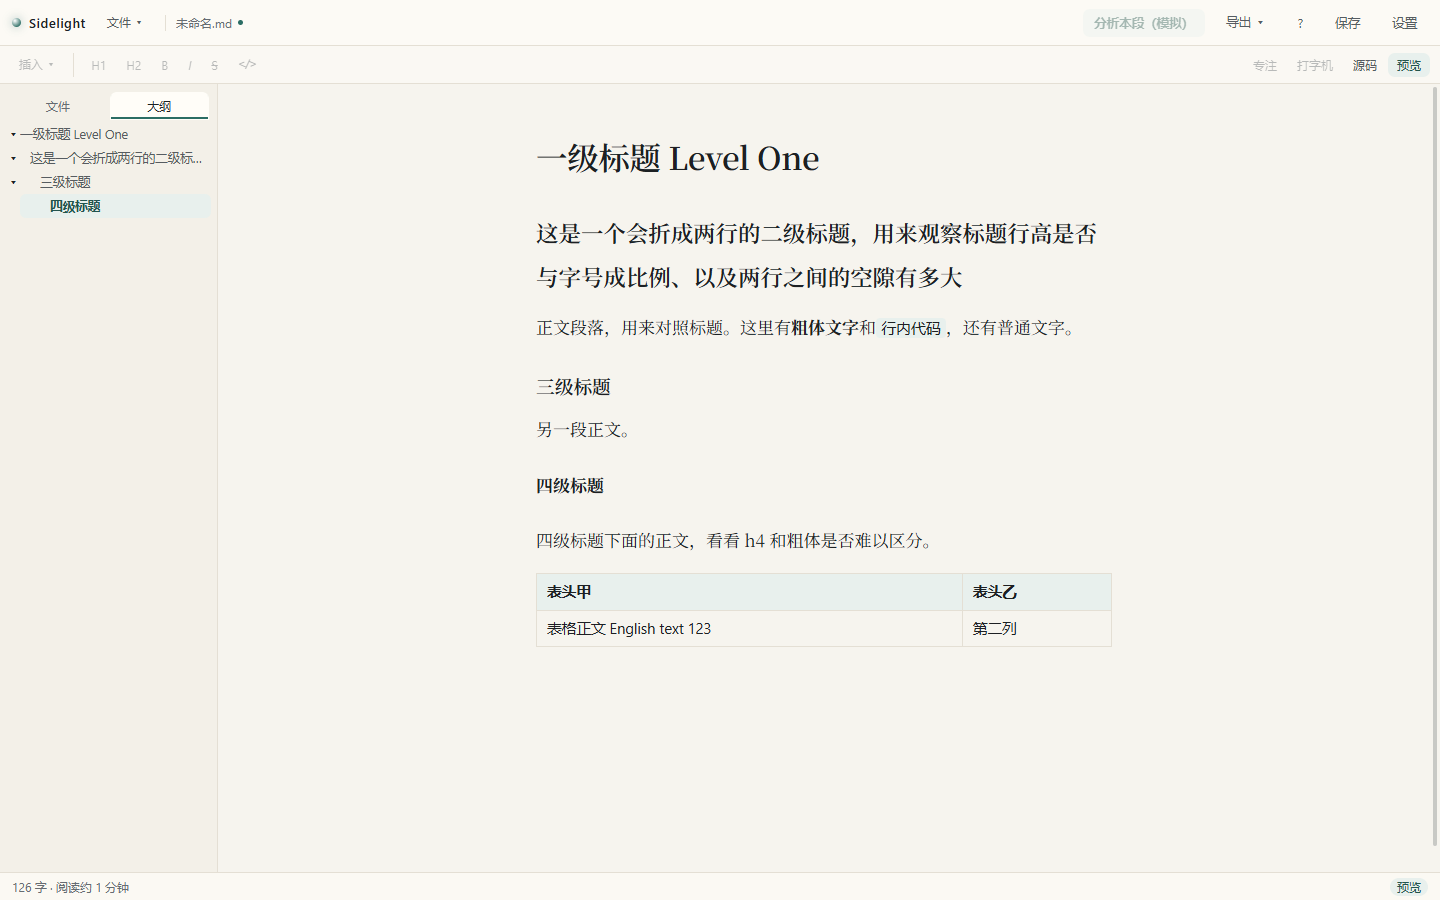 Sidelight 文件 未命名.md 分析本段（模拟） 导出 ? 保存 设置
插入 H1 H2 B I S </> 专注 打字机 源码 预览
文件 大纲
一级标题 Level One
这是一个会折成两行的二级标...
三级标题
四级标题
一级标题 Level One
这是一个会折成两行的二级标题，用来观察标题行高是否
与字号成比例、以及两行之间的空隙有多大
正文段落，用来对照标题。这里有粗体文字和 行内代码 ，还有普通文字。
三级标题
另一段正文。
四级标题
四级标题下面的正文，看看 h4 和粗体是否难以区分。
表头甲 表头乙
表格正文 English text 123 第二列
126 字 · 阅读约 1 分钟 预览